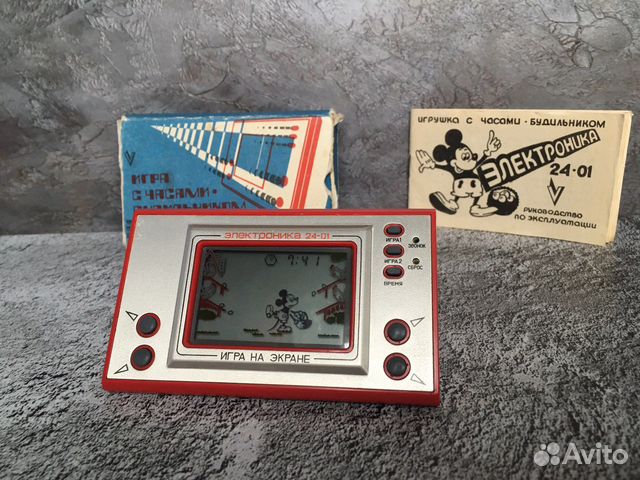 ИГРА
С ЧАСАМИ-
БУДИЛЬНИКОМ
ИГРУШКА С ЧАСАМИ - БУДИЛЬНИКОМ
ЭЛЕКТРОНИКА
24-01
РУКОВОДСТВО
ПО ЭКСПЛУАТАЦИИ
ЭЛЕКТРОНИКА 24-01
7:41
ИГРА 1
ЗВОНОК
ИГРА 2
СБРОС
ВРЕМЯ
ИГРА НА ЭКРАНЕ
Avito